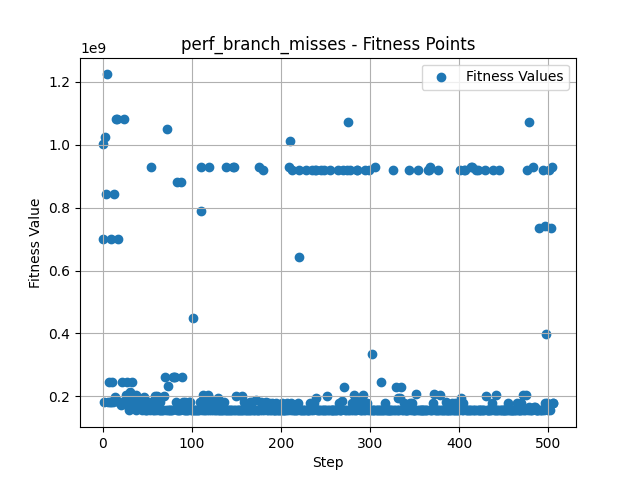 perf_branch_misses - Fitness Points
1e9
Fitness Values
1.2
1.0
0.8
0.6
0.4
0.2
Fitness Value
0 100 200 300 400 500
Step